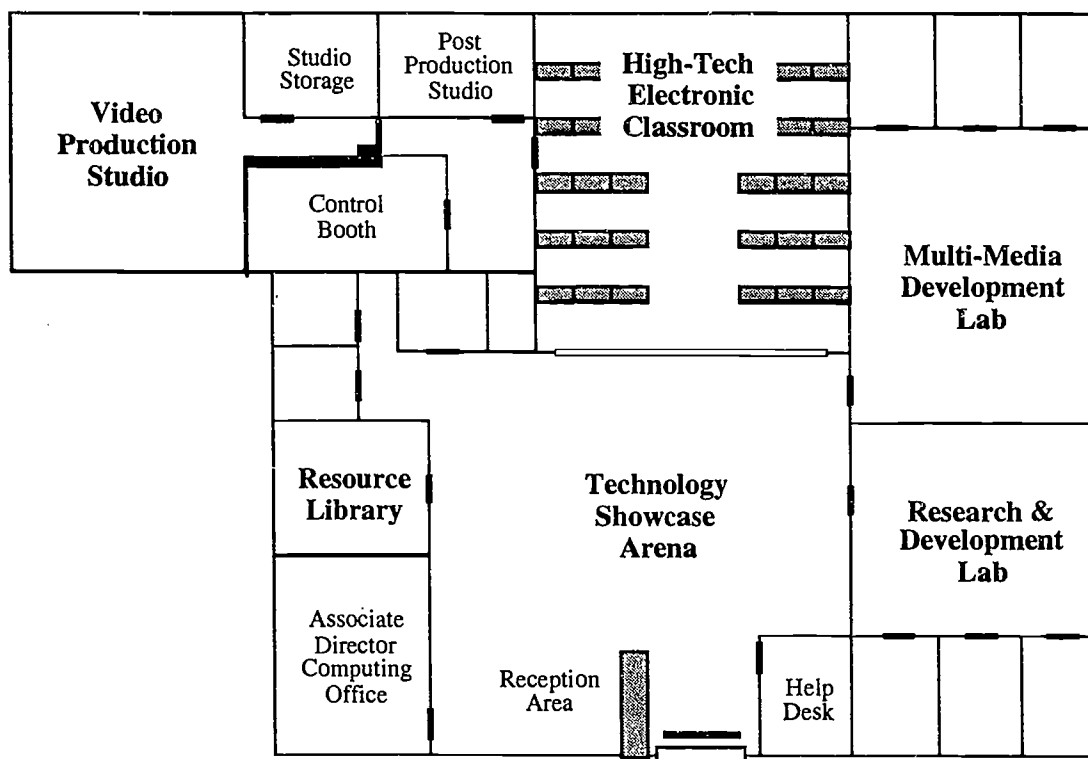 Studio
Storage
Post
Production
Studio
High-Tech
Electronic
Classroom
Video
Production
Studio
Control
Booth
Multi-Media
Development
Lab
Resource
Library
Technology
Showcase
Arena
Research &
Development
Lab
Associate
Director
Computing
Office
Reception
Area
Help
Desk